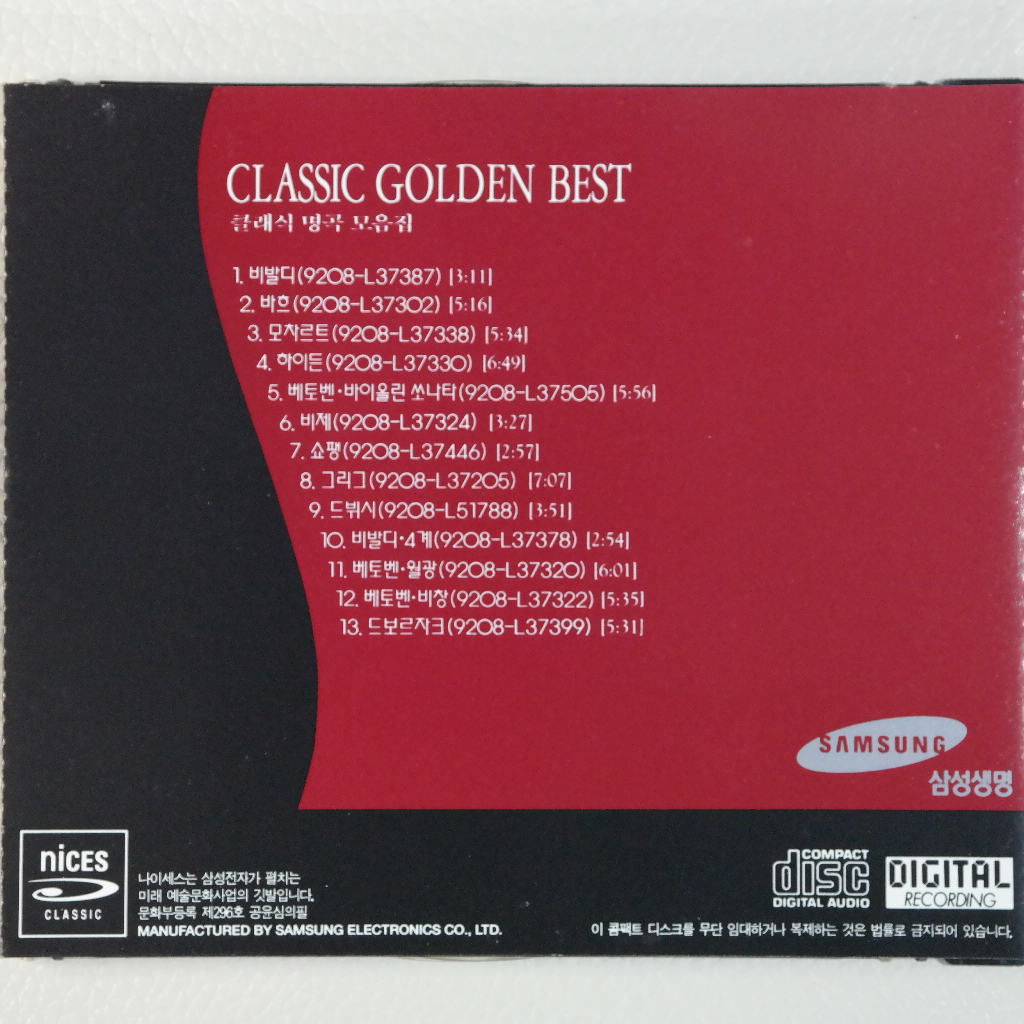 CLASSIC GOLDEN BEST
클래식 명곡 모음집
1. 비발디(9208-L37387) [3:11]
2. 바흐(9208-L37302) [5:16]
3. 모차르트(9208-L37338) [5:34]
4. 하이든(9208-L37330) [6:49]
5. 베토벤·바이올린 쏘나타(9208-L37505) [5:56]
6. 비제(9208-L37324) [3:27]
7. 쇼팽(9208-L37446) [2:57]
8. 그리그(9208-L37205) [7:07]
9. 드뷔시(9208-L51788) [3:51]
10. 비발디·4계(9208-L37378) [2:54]
11. 베토벤·월광(9208-L37320) [6:01]
12. 베토벤·비창(9208-L37322) [5:35]
13. 드보르자크(9208-L37399) [5:31]
SAMSUNG
삼성생명
nices
CLASSIC
나이세스는 삼성전자가 펼치는
미래 예술문화사업의 깃발입니다.
문화부등록 제296호 공윤심의필
MANUFACTURED BY SAMSUNG ELECTRONICS CO., LTD.
COMPACT
disc
DIGITAL AUDIO
DIGITAL
RECORDING
이 콤팩트 디스크를 무단 임대하거나 복제하는 것은 법률로 금지되어 있습니다.